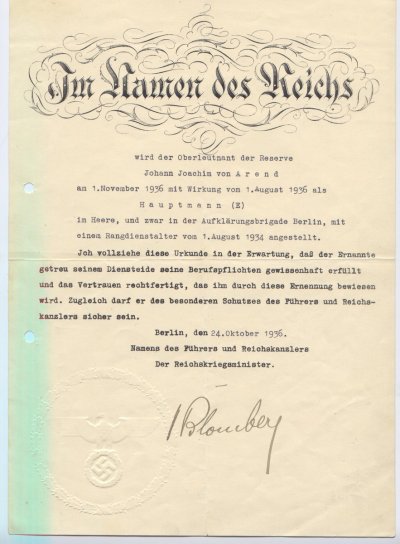 Im Namen des Reichs
wird der Oberleutnant der Reserve
Johann Joachim von Arend
an 1.November 1936 mit Wirkung vom 1.August 1936 als
Hauptmann (E)
im Heere, und zwar in der Aufklärungsbrigade Berlin, mit
einem Rangdienstalter vom 1.August 1934 angestellt.
Ich vollziehe diese Urkunde in der Erwartung, daß der Ernannte
getreu seinem Diensteide seine Berufspflichten gewissenhaft erfüllt
und das Vertrauen rechtfertigt, das ihm durch diese Ernennung bewiesen
wird. Zugleich darf er des besonderen Schutzes des Führers und Reichs-
kanzlers sicher sein.
Berlin, den 24.Oktober 1936.
Namens des Führers und Reichskanzlers
Der Reichskriegsminister.
Blomberg